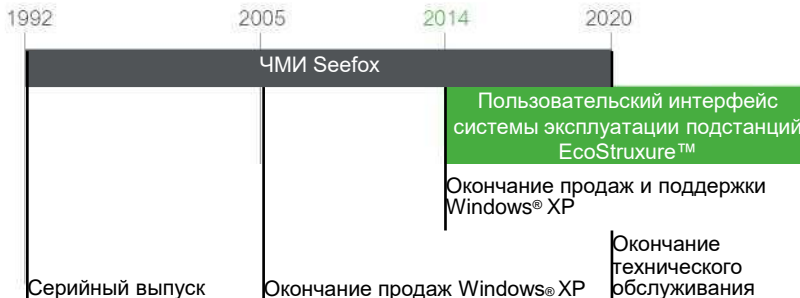 1992 2005 2014 2020
ЧМИ Seefox
Пользовательский интерфейс
системы эксплуатации подстанций
EcoStruxure™
Окончание продаж и поддержки
Windows® XP
Окончание
технического
обслуживания
Серийный выпуск
Окончание продаж Windows® XP